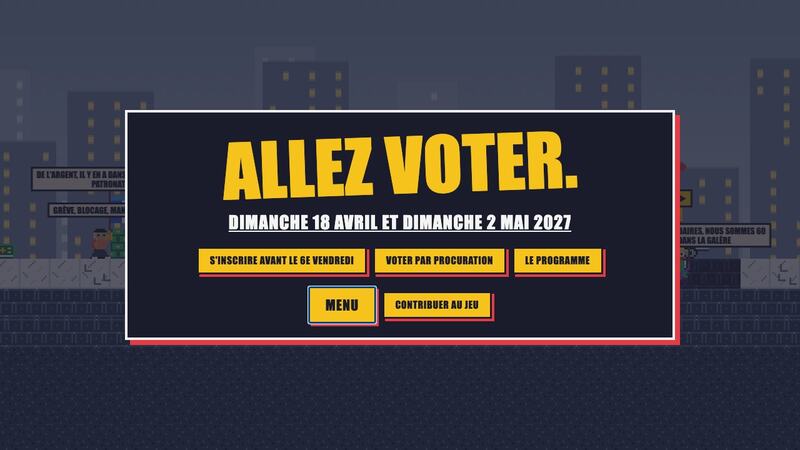 ALLEZ VOTER.
DIMANCHE 18 AVRIL ET DIMANCHE 2 MAI 2027
S'INSCRIRE AVANT LE 6E VENDREDI
VOTER PAR PROCURATION
LE PROGRAMME
MENU
CONTRIBUER AU JEU
DE L'ARGENT, IL Y EN A DANS
PATRONAT
GRÈVE, BLOCAGE, MAN
AIRES, NOUS SOMMES 60
DANS LA GALÈRE